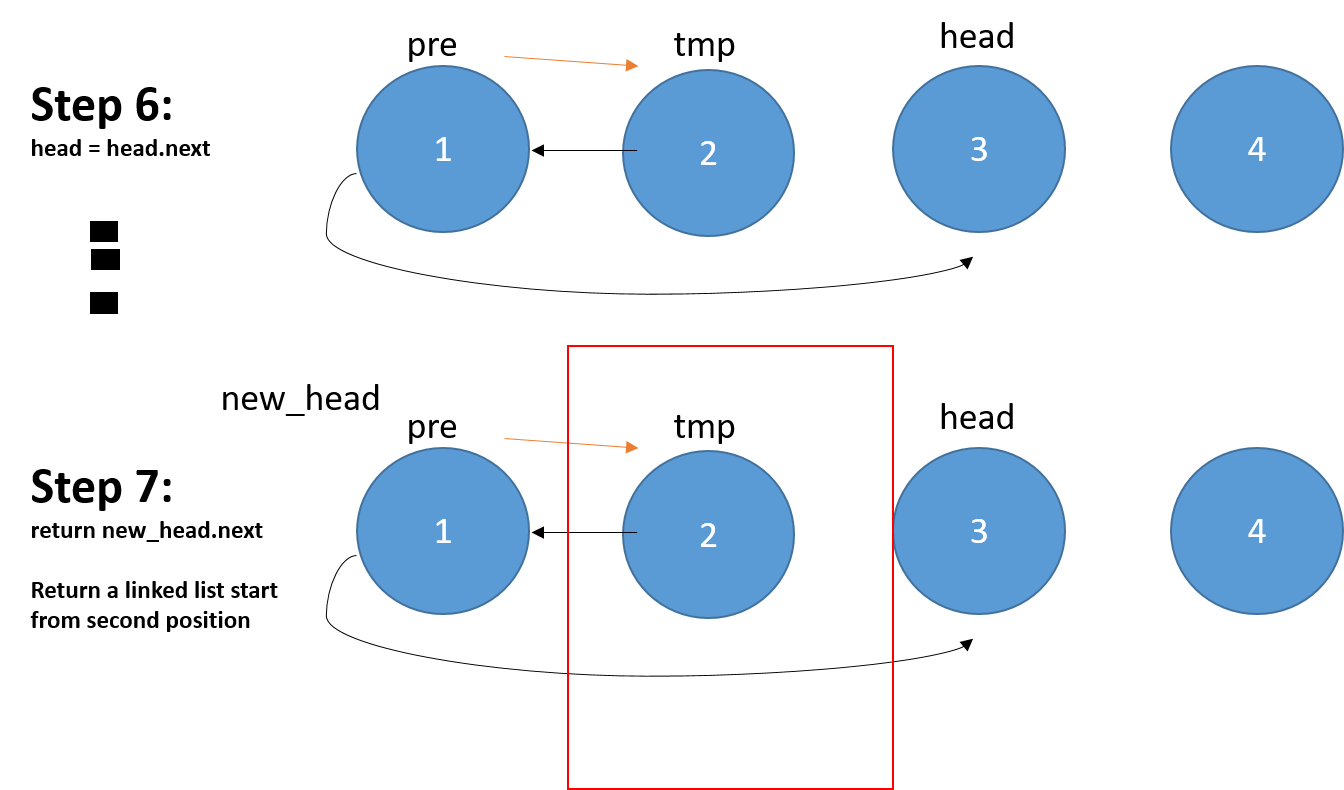 pre
tmp
head
Step 6:
head = head.next
1
2
3
4
new_head
pre
tmp
head
Step 7:
return new_head.next
1
2
3
4
Return a linked list start
from second position